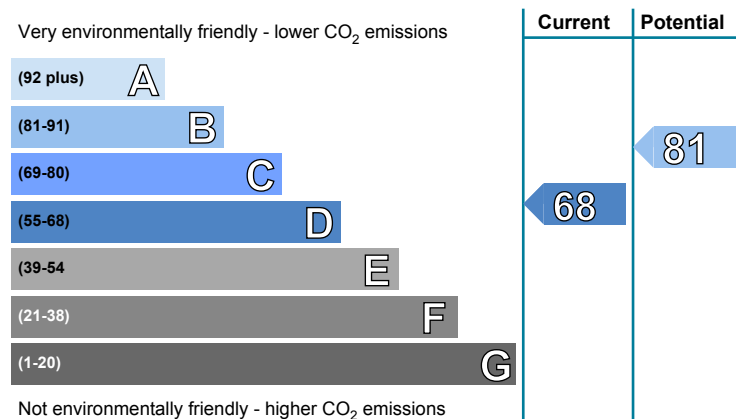 Very environmentally friendly - lower CO₂ emissions
Current
Potential
(92 plus) A
(81-91) B
(69-80) C
(55-68) D
(39-54 E
(21-38) F
(1-20) G
68
81
Not environmentally friendly - higher CO₂ emissions